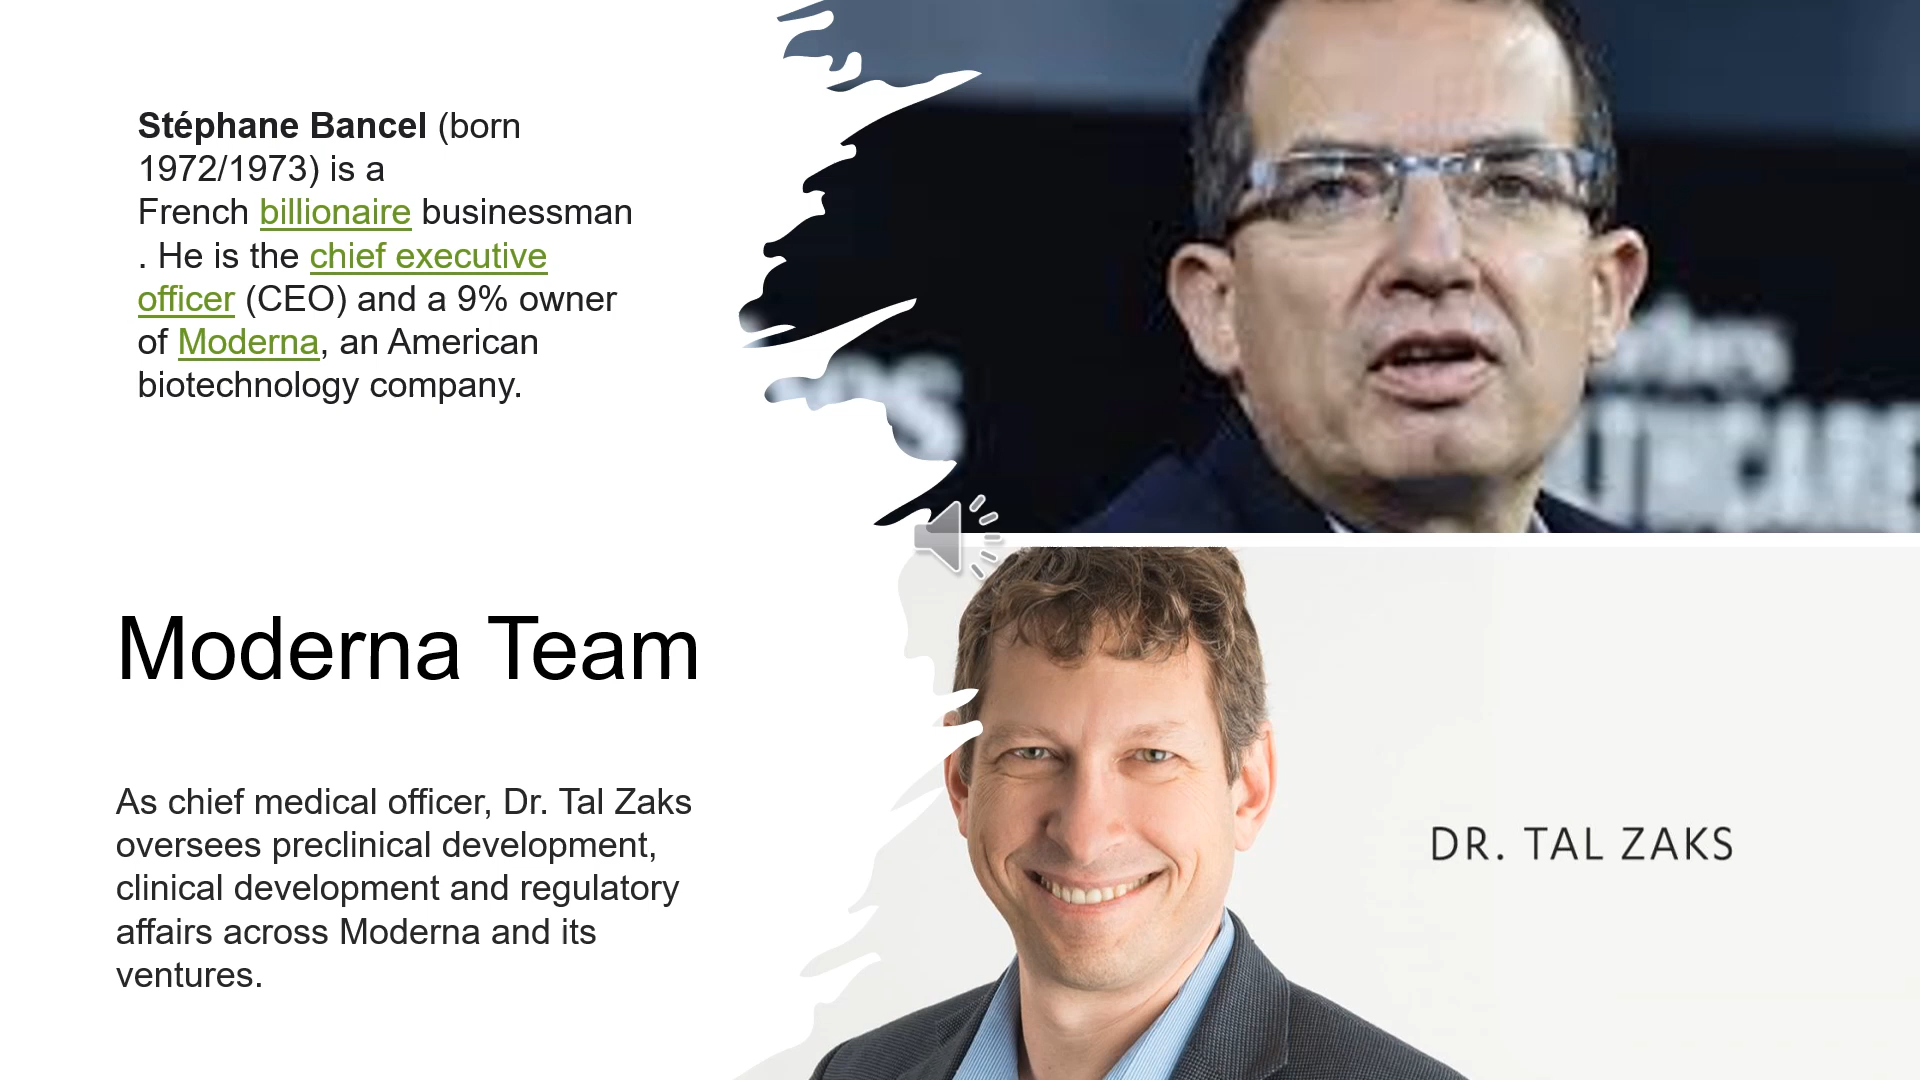 Stéphane Bancel (born
1972/1973) is a
French billionaire businessman
. He is the chief executive
officer (CEO) and a 9% owner
of Moderna, an American
biotechnology company.
Moderna Team
As chief medical officer, Dr. Tal Zaks
oversees preclinical development,
clinical development and regulatory
affairs across Moderna and its
ventures.
DR. TAL ZAKS